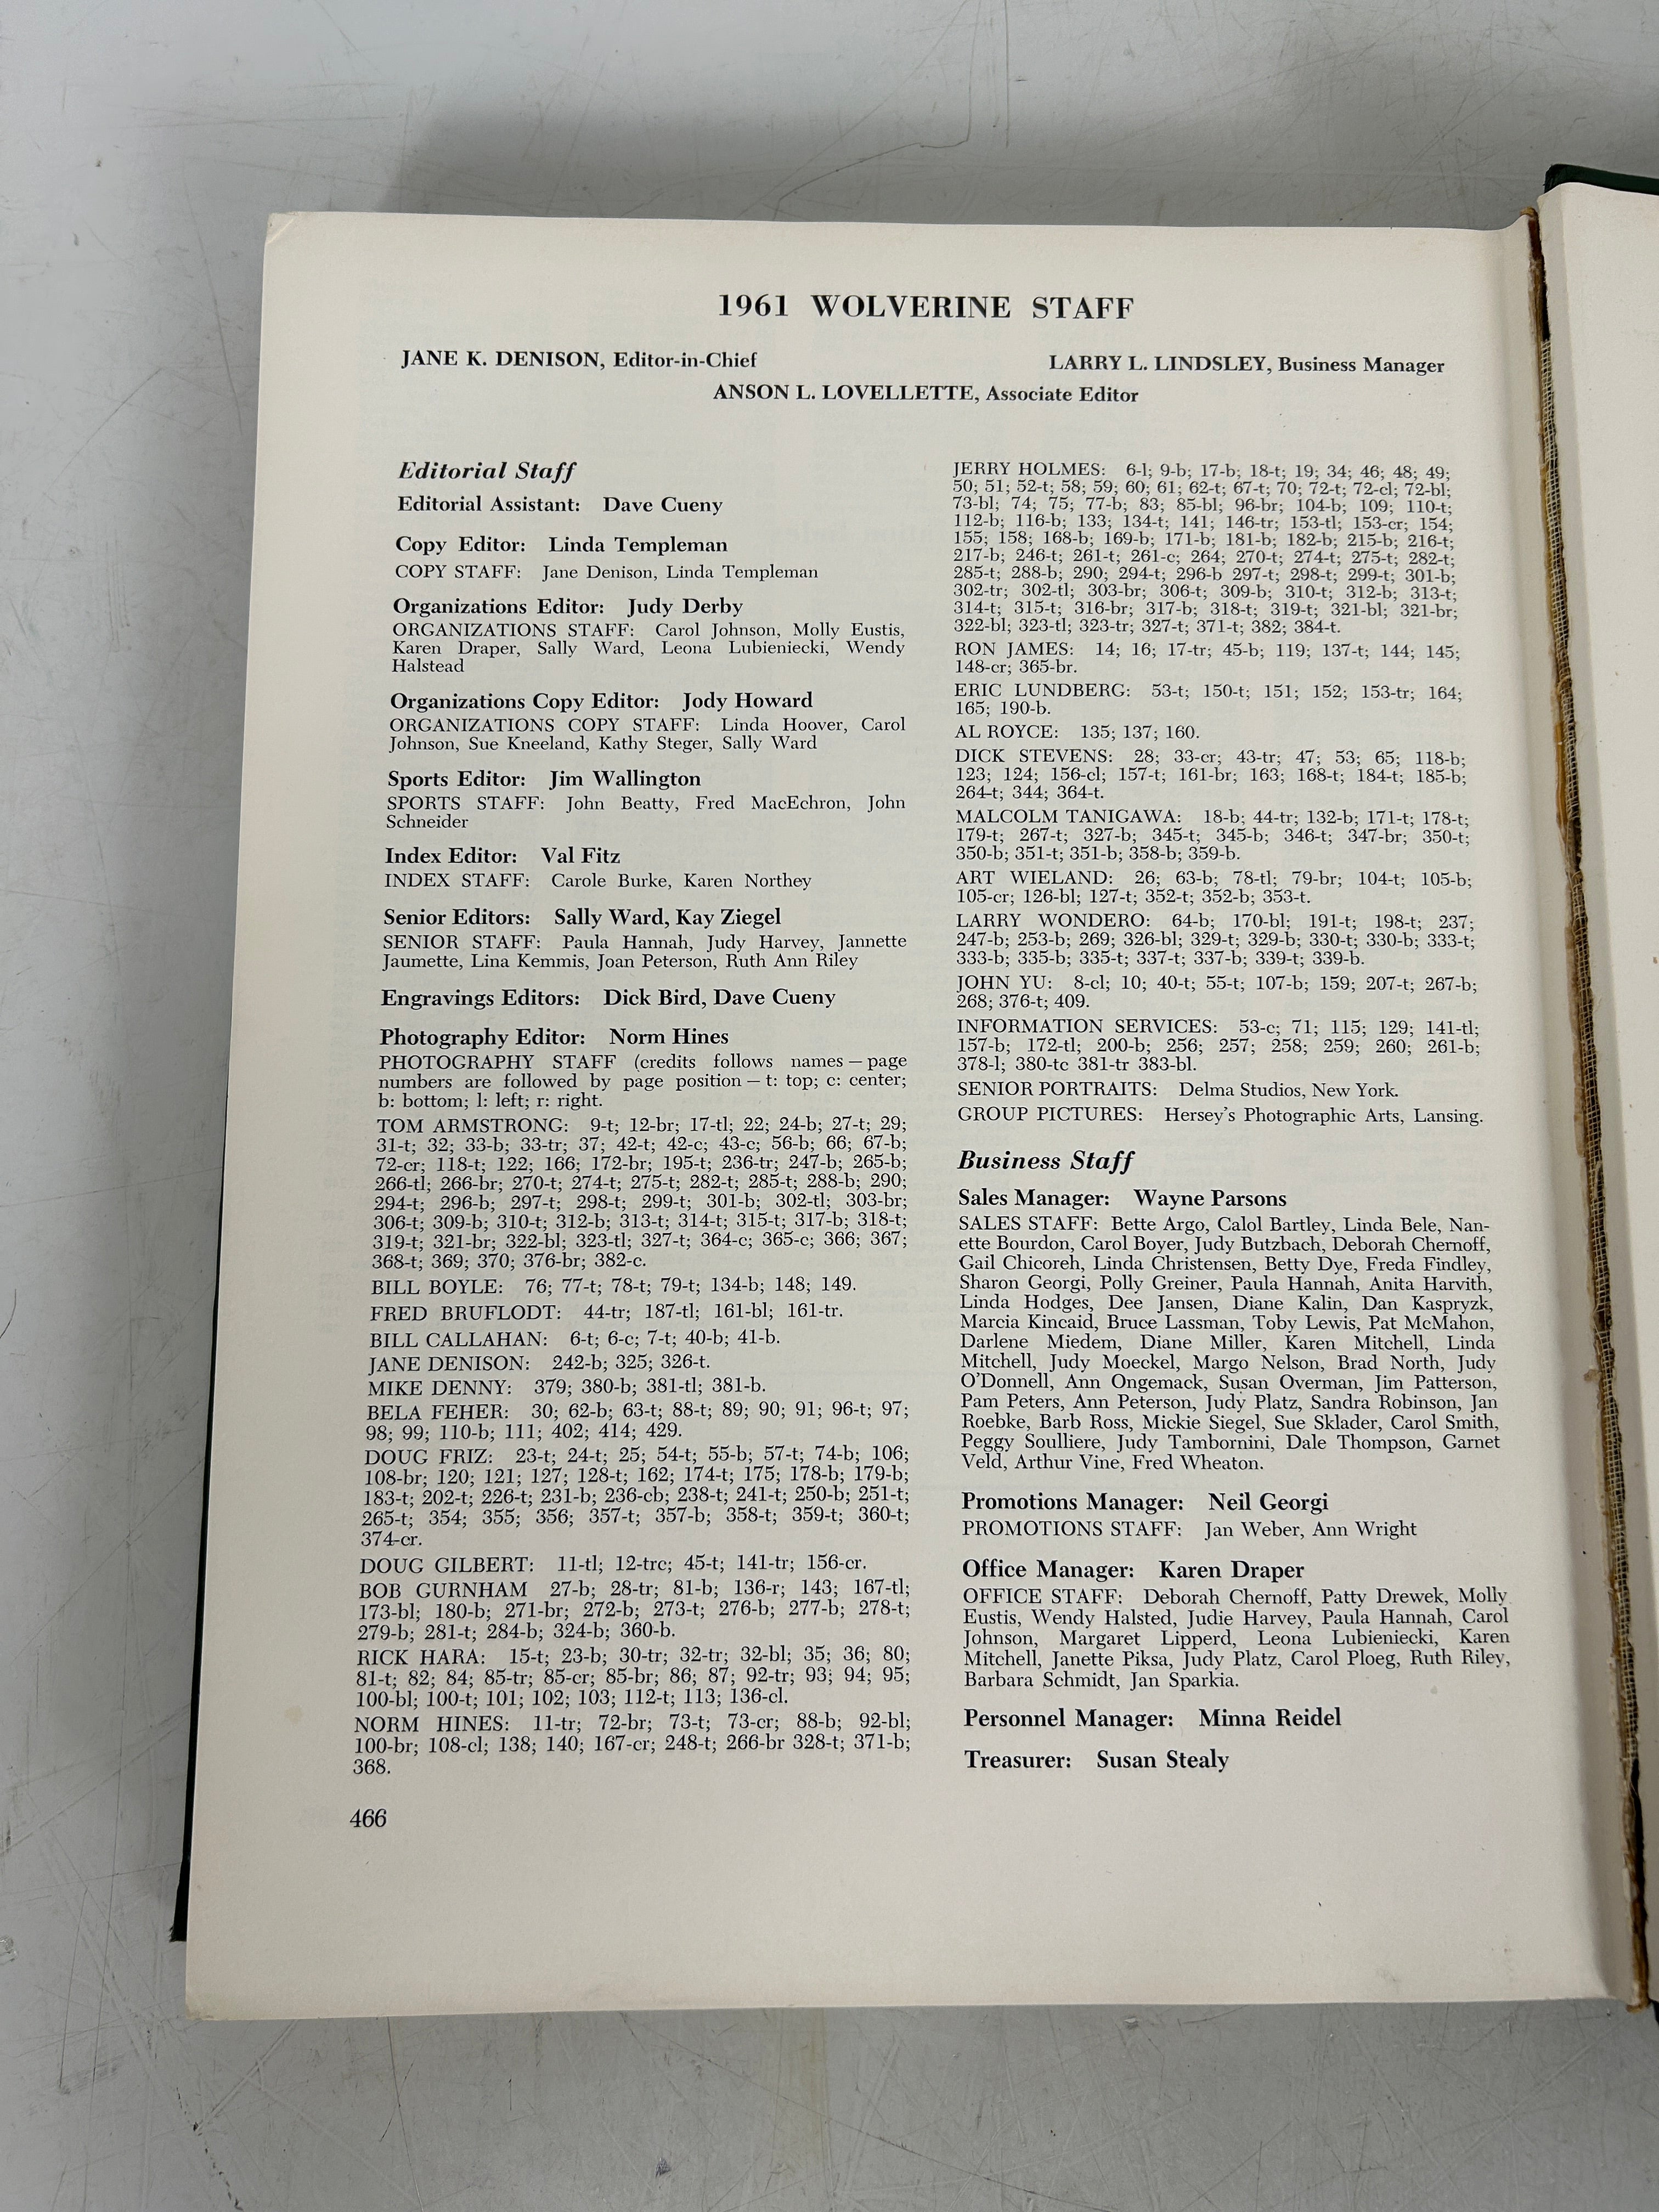 1961 WOLVERINE STAFF
JANE K. DENISON, Editor-in-Chief
LARRY L. LINDSLEY, Business Manager
ANSON L. LOVELLETTE, Associate Editor
Editorial Staff
Editorial Assistant: Dave Cueny
Copy Editor: Linda Templeman
COPY STAFF: Jane Denison, Linda Templeman
Organizations Editor: Judy Derby
ORGANIZATIONS STAFF: Carol Johnson, Molly Eustis,
Karen Draper, Sally Ward, Leona Lubieniecki, Wendy
Halstead
Organizations Copy Editor: Jody Howard
ORGANIZATIONS COPY STAFF: Linda Hoover, Carol
Johnson, Sue Kneeland, Kathy Steger, Sally Ward
Sports Editor: Jim Wallington
SPORTS STAFF: John Beatty, Fred MacEchron, John
Schneider
Index Editor: Val Fitz
INDEX STAFF: Carole Burke, Karen Northey
Senior Editors: Sally Ward, Kay Ziegel
SENIOR STAFF: Paula Hannah, Judy Harvey, Jannette
Jaumette, Lina Kemmis, Joan Peterson, Ruth Ann Riley
Engravings Editors: Dick Bird, Dave Cueny
Photography Editor: Norm Hines
PHOTOGRAPHY STAFF (credits follows names — page
numbers are followed by page position — t: top; c: center;
b: bottom; l: left; r: right.
TOM ARMSTRONG: 9-t; 12-br; 17-tl; 22; 24-b; 27-t; 29;
31-t; 32; 33-b; 33-tr; 37; 42-t; 42-c; 43-c; 56-b; 66; 67-b;
72-cr; 118-t; 122; 166; 172-br; 195-t; 236-tr; 247-b; 265-b;
266-tl; 266-br; 270-t; 274-t; 275-t; 282-t; 285-t; 288-b; 290;
294-t; 296-b; 297-t; 298-t; 299-t; 301-b; 302-tl; 303-br;
306-t; 309-b; 310-t; 312-b; 313-t; 314-t; 315-t; 317-b; 318-t;
319-t; 321-br; 322-bl; 323-tl; 327-t; 364-c; 365-c; 366; 367;
368-t; 369; 370; 376-br; 382-c.
BILL BOYLE: 76; 77-t; 78-t; 79-t; 134-b; 148; 149.
FRED BRUFLODT: 44-tr; 187-tl; 161-bl; 161-tr.
BILL CALLAHAN: 6-t; 6-c; 7-t; 40-b; 41-b.
JANE DENISON: 242-b; 325; 326-t.
MIKE DENNY: 379; 380-b; 381-tl; 381-b.
BELA FEHER: 30; 62-b; 63-t; 88-t; 89; 90; 91; 96-t; 97;
98; 99; 110-b; 111; 402; 414; 429.
DOUG FRIZ: 23-t; 24-t; 25; 54-t; 55-b; 57-t; 74-b; 106;
108-br; 120; 121; 127; 128-t; 162; 174-t; 175; 178-b; 179-b;
183-t; 202-t; 226-t; 231-b; 236-cb; 238-t; 241-t; 250-b; 251-t;
265-t; 354; 355; 356; 357-t; 357-b; 358-t; 359-t; 360-t;
374-cr.
DOUG GILBERT: 11-tl; 12-trc; 45-t; 141-tr; 156-cr.
BOB GURNHAM 27-b; 28-tr; 81-b; 136-r; 143; 167-tl;
173-bl; 180-b; 271-br; 272-b; 273-t; 276-b; 277-b; 278-t;
279-b; 281-t; 284-b; 324-b; 360-b.
RICK HARA: 15-t; 23-b; 30-tr; 32-tr; 32-bl; 35; 36; 80;
81-t; 82; 84; 85-tr; 85-cr; 85-br; 86; 87; 92-tr; 93; 94; 95;
100-bl; 100-t; 101; 102; 103; 112-t; 113; 136-cl.
NORM HINES: 11-tr; 72-br; 73-t; 73-cr; 88-b; 92-bl;
100-br; 108-cl; 138; 140; 167-cr; 248-t; 266-br 328-t; 371-b;
368.
466
JERRY HOLMES: 6-l; 9-b; 17-b; 18-t; 19; 34; 46; 48; 49;
50; 51; 52-t; 58; 59; 60; 61; 62-t; 67-t; 70; 72-t; 72-cl; 72-bl;
73-bl; 74; 75; 77-b; 83; 85-bl; 96-br; 104-b; 109; 110-t;
112-b; 116-b; 133; 134-t; 141; 146-tr; 153-tl; 153-cr; 154;
155; 158; 168-b; 169-b; 171-b; 181-b; 182-b; 215-b; 216-t;
217-b; 246-t; 261-t; 261-c; 264; 270-t; 274-t; 275-t; 282-t;
285-t; 288-b; 290; 294-t; 296-b 297-t; 298-t; 299-t; 301-b;
302-tr; 302-tl; 303-br; 306-t; 309-b; 310-t; 312-b; 313-t;
314-t; 315-t; 316-br; 317-b; 318-t; 319-t; 321-bl; 321-br;
322-bl; 323-tl; 323-tr; 327-t; 371-t; 382; 384-t.
RON JAMES: 14; 16; 17-tr; 45-b; 119; 137-t; 144; 145;
148-cr; 365-br.
ERIC LUNDBERG: 53-t; 150-t; 151; 152; 153-tr; 164;
165; 190-b.
AL ROYCE: 135; 137; 160.
DICK STEVENS: 28; 33-cr; 43-tr; 47; 53; 65; 118-b;
123; 124; 156-cl; 157-t; 161-br; 163; 168-t; 184-t; 185-b;
264-t; 344; 364-t.
MALCOLM TANIGAWA: 18-b; 44-tr; 132-b; 171-t; 178-t;
179-t; 267-t; 327-b; 345-t; 345-b; 346-t; 347-br; 350-t;
350-b; 351-t; 351-b; 358-b; 359-b.
ART WIELAND: 26; 63-b; 78-tl; 79-br; 104-t; 105-b;
105-cr; 126-bl; 127-t; 352-t; 352-b; 353-t.
LARRY WONDERO: 64-b; 170-bl; 191-t; 198-t; 237;
247-b; 253-b; 269; 326-bl; 329-t; 329-b; 330-t; 330-b; 333-t;
333-b; 335-b; 335-t; 337-t; 337-b; 339-t; 339-b.
JOHN YU: 8-cl; 10; 40-t; 55-t; 107-b; 159; 207-t; 267-b;
268; 376-t; 409.
INFORMATION SERVICES: 53-c; 71; 115; 129; 141-tl;
157-b; 172-tl; 200-b; 256; 257; 258; 259; 260; 261-b;
378-l; 380-tc 381-tr 383-bl.
SENIOR PORTRAITS: Delma Studios, New York.
GROUP PICTURES: Hersey's Photographic Arts, Lansing.
Business Staff
Sales Manager: Wayne Parsons
SALES STAFF: Bette Argo, Calol Bartley, Linda Bele, Nan-
ette Bourdon, Carol Boyer, Judy Butzbach, Deborah Chernoff,
Gail Chicoreh, Linda Christensen, Betty Dye, Freda Findley,
Sharon Georgi, Polly Greiner, Paula Hannah, Anita Harvith,
Linda Hodges, Dee Jansen, Diane Kalin, Dan Kaspryzk,
Marcia Kincaid, Bruce Lassman, Toby Lewis, Pat McMahon,
Darlene Miedem, Diane Miller, Karen Mitchell, Linda
Mitchell, Judy Moeckel, Margo Nelson, Brad North, Judy
O'Donnell, Ann Ongemack, Susan Overman, Jim Patterson,
Pam Peters, Ann Peterson, Judy Platz, Sandra Robinson, Jan
Roebke, Barb Ross, Mickie Siegel, Sue Sklader, Carol Smith,
Peggy Soulliere, Judy Tambornini, Dale Thompson, Garnet
Veld, Arthur Vine, Fred Wheaton.
Promotions Manager: Neil Georgi
PROMOTIONS STAFF: Jan Weber, Ann Wright
Office Manager: Karen Draper
OFFICE STAFF: Deborah Chernoff, Patty Drewek, Molly
Eustis, Wendy Halsted, Judie Harvey, Paula Hannah, Carol
Johnson, Margaret Lipperd, Leona Lubieniecki, Karen
Mitchell, Janette Piksa, Judy Platz, Carol Ploeg, Ruth Riley,
Barbara Schmidt, Jan Sparkia.
Personnel Manager: Minna Reidel
Treasurer: Susan Stealy